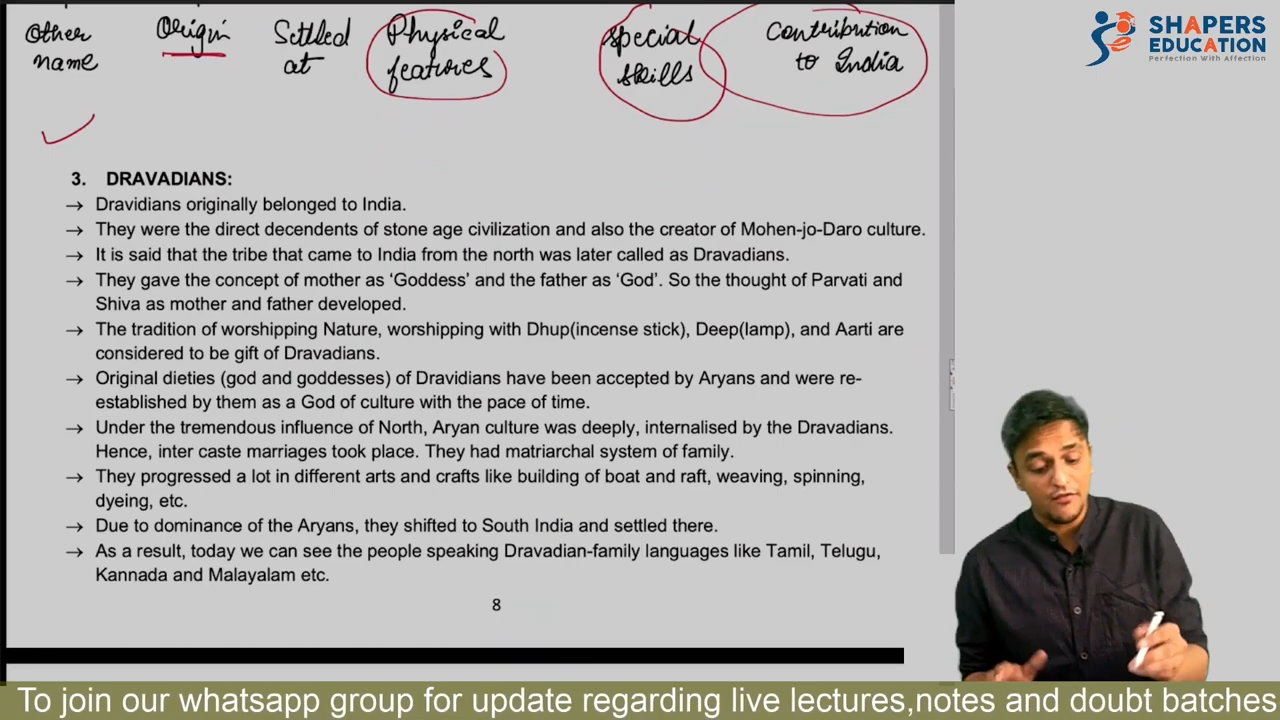 Other Origin Settled Physical special Contribution
name at features skills to India
SHAPERS
EDUCATION
Perfection With Affection
3. DRAVADIANS:
→ Dravidians originally belonged to India.
→ They were the direct decendents of stone age civilization and also the creator of Mohen-jo-Daro culture.
→ It is said that the tribe that came to India from the north was later called as Dravadians.
→ They gave the concept of mother as ‘Goddess’ and the father as ‘God’. So the thought of Parvati and
Shiva as mother and father developed.
→ The tradition of worshipping Nature, worshipping with Dhup(incense stick), Deep(lamp), and Aarti are
considered to be gift of Dravadians.
→ Original dieties (god and goddesses) of Dravidians have been accepted by Aryans and were re-
established by them as a God of culture with the pace of time.
→ Under the tremendous influence of North, Aryan culture was deeply, internalised by the Dravadians.
Hence, inter caste marriages took place. They had matriarchal system of family.
→ They progressed a lot in different arts and crafts like building of boat and raft, weaving, spinning,
dyeing, etc.
→ Due to dominance of the Aryans, they shifted to South India and settled there.
→ As a result, today we can see the people speaking Dravadian-family languages like Tamil, Telugu,
Kannada and Malayalam etc.
8
To join our whatsapp group for update regarding live lectures,notes and doubt batches